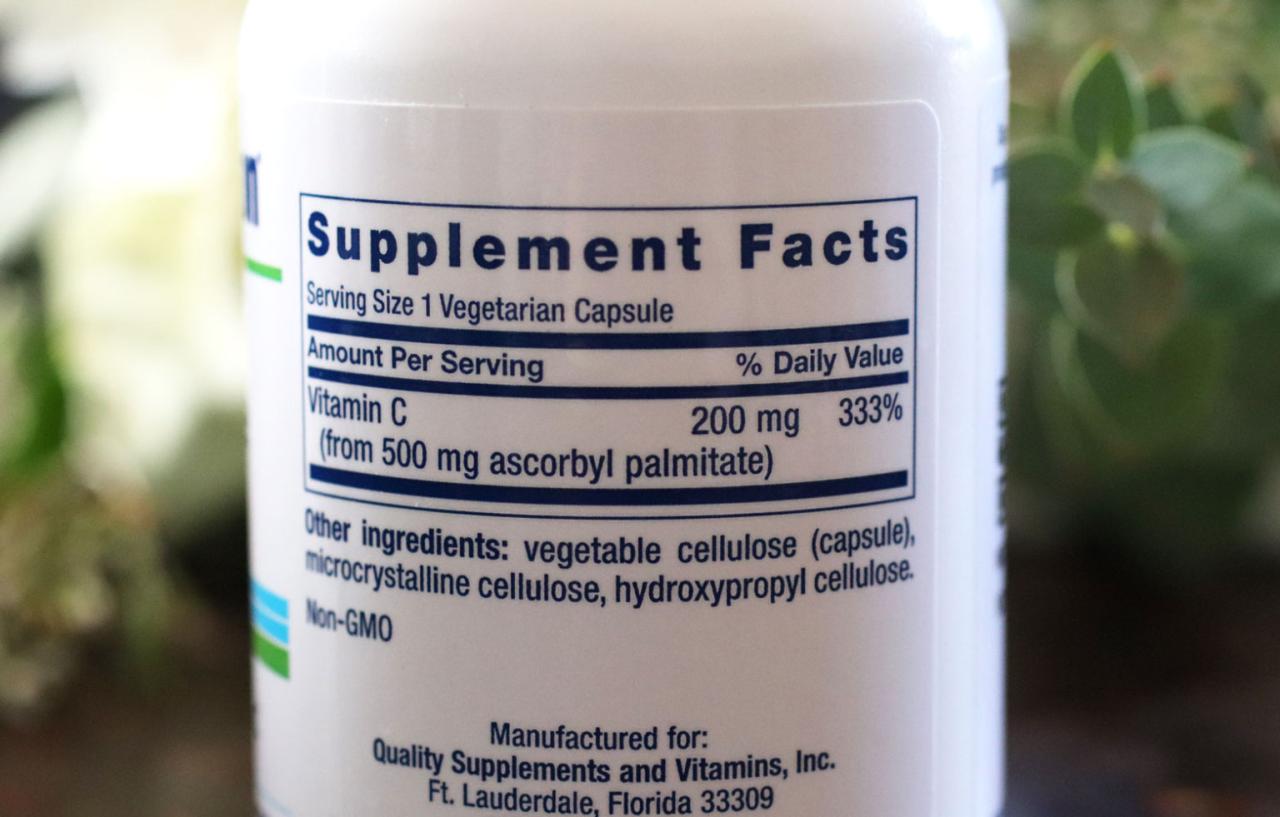 Supplement Facts
Serving Size 1 Vegetarian Capsule
Amount Per Serving % Daily Value
Vitamin C 200 mg 333%
(from 500 mg ascorbyl palmitate)
Other ingredients: vegetable cellulose (capsule),
microcrystalline cellulose, hydroxypropyl cellulose.
Non-GMO
Manufactured for:
Quality Supplements and Vitamins, Inc.
Ft. Lauderdale, Florida 33309